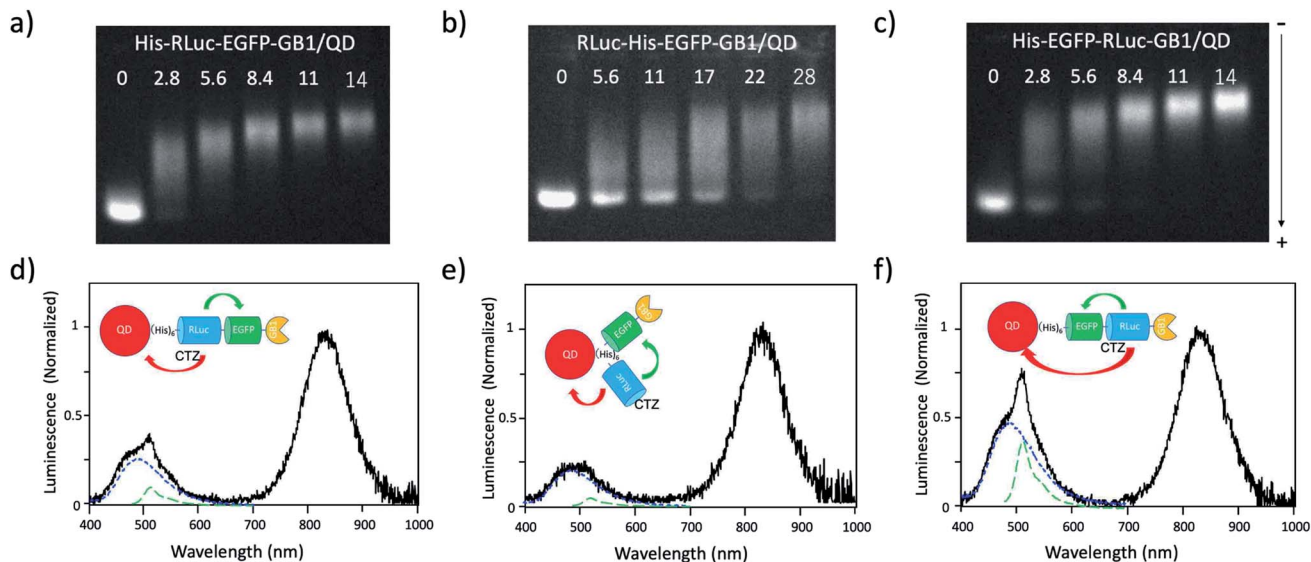 a)
His-RLuc-EGFP-GB1/QD
0 2.8 5.6 8.4 11 14
b)
RLuc-His-EGFP-GB1/QD
0 5.6 11 17 22 28
c)
His-EGFP-RLuc-GB1/QD
0 2.8 5.6 8.4 11 14
-
+
d)
Luminescence (Normalized)
1
0.5
0
QD
(His)6
RLuc
EGFP
GB1
CTZ
400 500 600 700 800 900 1000
Wavelength (nm)
e)
Luminescence (Normalized)
1
0.5
0
QD
(His)6
EGFP
GB1
RLuc
CTZ
400 500 600 700 800 900 1000
Wavelength (nm)
f)
Luminescence (Normalized)
1
0.5
0
QD
(His)6
EGFP
RLuc
GB1
CTZ
400 500 600 700 800 900 1000
Wavelength (nm)